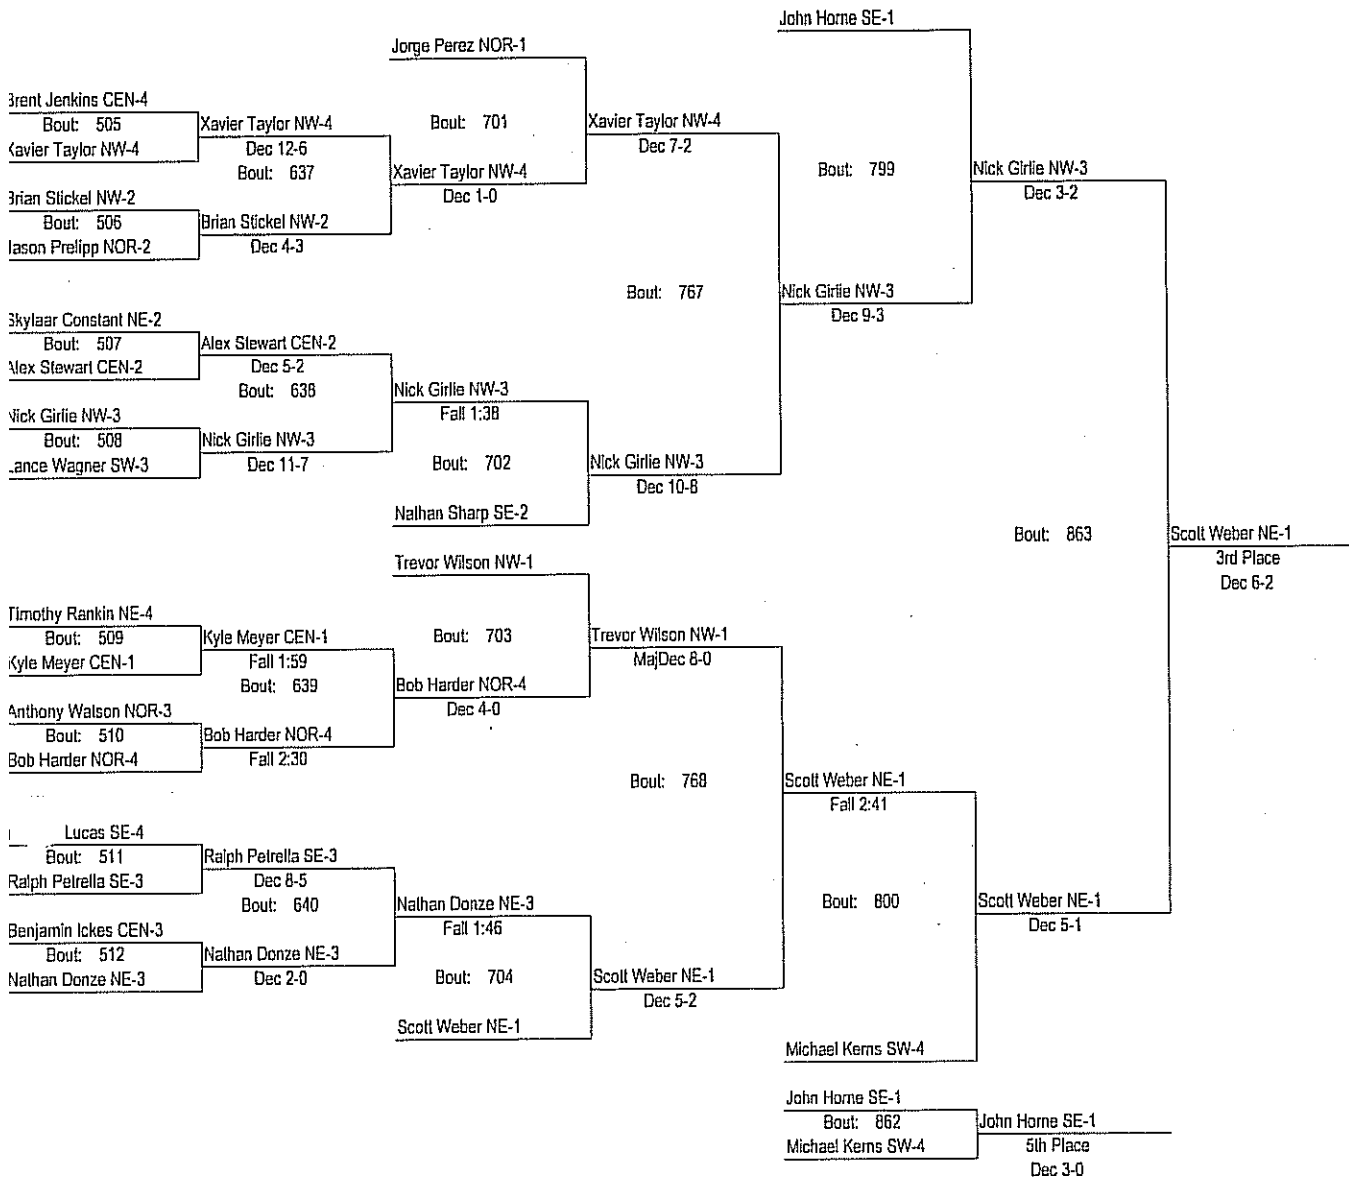 John Horne SE-1
Jorge Perez NOR-1
Brent Jenkins CEN-4
Bout: 505
Xavier Taylor NW-4
Xavier Taylor NW-4
Dec 12-6
Bout: 637
Brian Stickel NW-2
Bout: 506
Jason Prelipp NOR-2
Brian Stickel NW-2
Dec 4-3
Xavier Taylor NW-4
Dec 1-0
Bout: 701
Xavier Taylor NW-4
Dec 7-2
Bout: 799
Nick Girlie NW-3
Dec 3-2
Bout: 767
Nick Girlie NW-3
Dec 9-3
Skylaar Constant NE-2
Bout: 507
Alex Stewart CEN-2
Alex Stewart CEN-2
Dec 5-2
Bout: 638
Nick Girlie NW-3
Bout: 508
Lance Wagner SW-3
Nick Girlie NW-3
Dec 11-7
Nick Girlie NW-3
Fall 1:38
Bout: 702
Nathan Sharp SE-2
Nick Girlie NW-3
Dec 10-8
Bout: 863
Scott Weber NE-1
3rd Place
Dec 6-2
Trevor Wilson NW-1
Timothy Rankin NE-4
Bout: 509
Kyle Meyer CEN-1
Kyle Meyer CEN-1
Fall 1:59
Bout: 639
Anthony Watson NOR-3
Bout: 510
Bob Harder NOR-4
Bob Harder NOR-4
Fall 2:30
Bout: 703
Bob Harder NOR-4
Dec 4-0
Trevor Wilson NW-1
MajDec 8-0
Bout: 768
Scott Weber NE-1
Fall 2:41
Lucas SE-4
Bout: 511
Ralph Petrella SE-3
Ralph Petrella SE-3
Dec 8-5
Bout: 640
Benjamin Ickes CEN-3
Bout: 512
Nathan Donze NE-3
Nathan Donze NE-3
Dec 2-0
Nathan Donze NE-3
Fall 1:46
Bout: 704
Scott Weber NE-1
Scott Weber NE-1
Dec 5-2
Bout: 800
Scott Weber NE-1
Dec 5-1
Michael Kerns SW-4
John Horne SE-1
Bout: 862
Michael Kerns SW-4
John Horne SE-1
5th Place
Dec 3-0